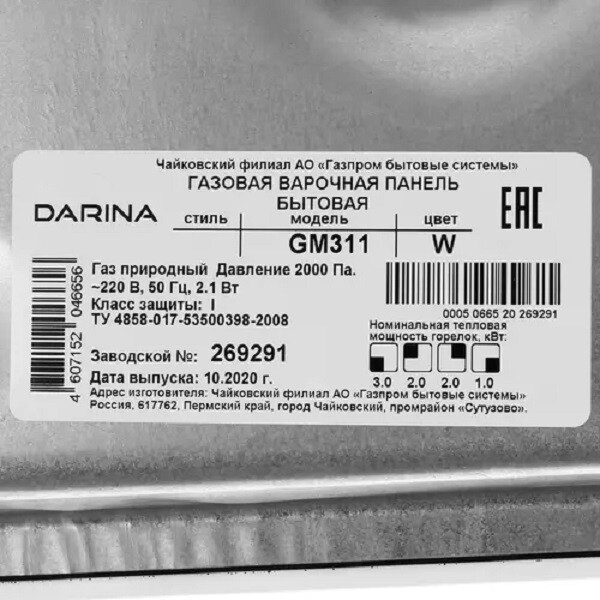 Чайковский филиал АО «Газпром бытовые системы»
ГАЗОВАЯ ВАРОЧНАЯ ПАНЕЛЬ
БЫТОВАЯ
DARINA
стиль модель цвет
GM311 W
EAC
Газ природный Давление 2000 Па.
~220 В, 50 Гц, 2.1 Вт
Класс защиты: I
ТУ 4858-017-53500398-2008
0005 0665 20 269291
Номинальная тепловая
мощность горелок, кВт:
3.0 2.0 2.0 1.0
Заводской №: 269291
Дата выпуска: 10.2020 г.
Адрес изготовителя: Чайковский филиал АО «Газпром бытовые системы»
Россия, 617762, Пермский край, город Чайковский, промрайон «Сутузово».
4 607152 046656